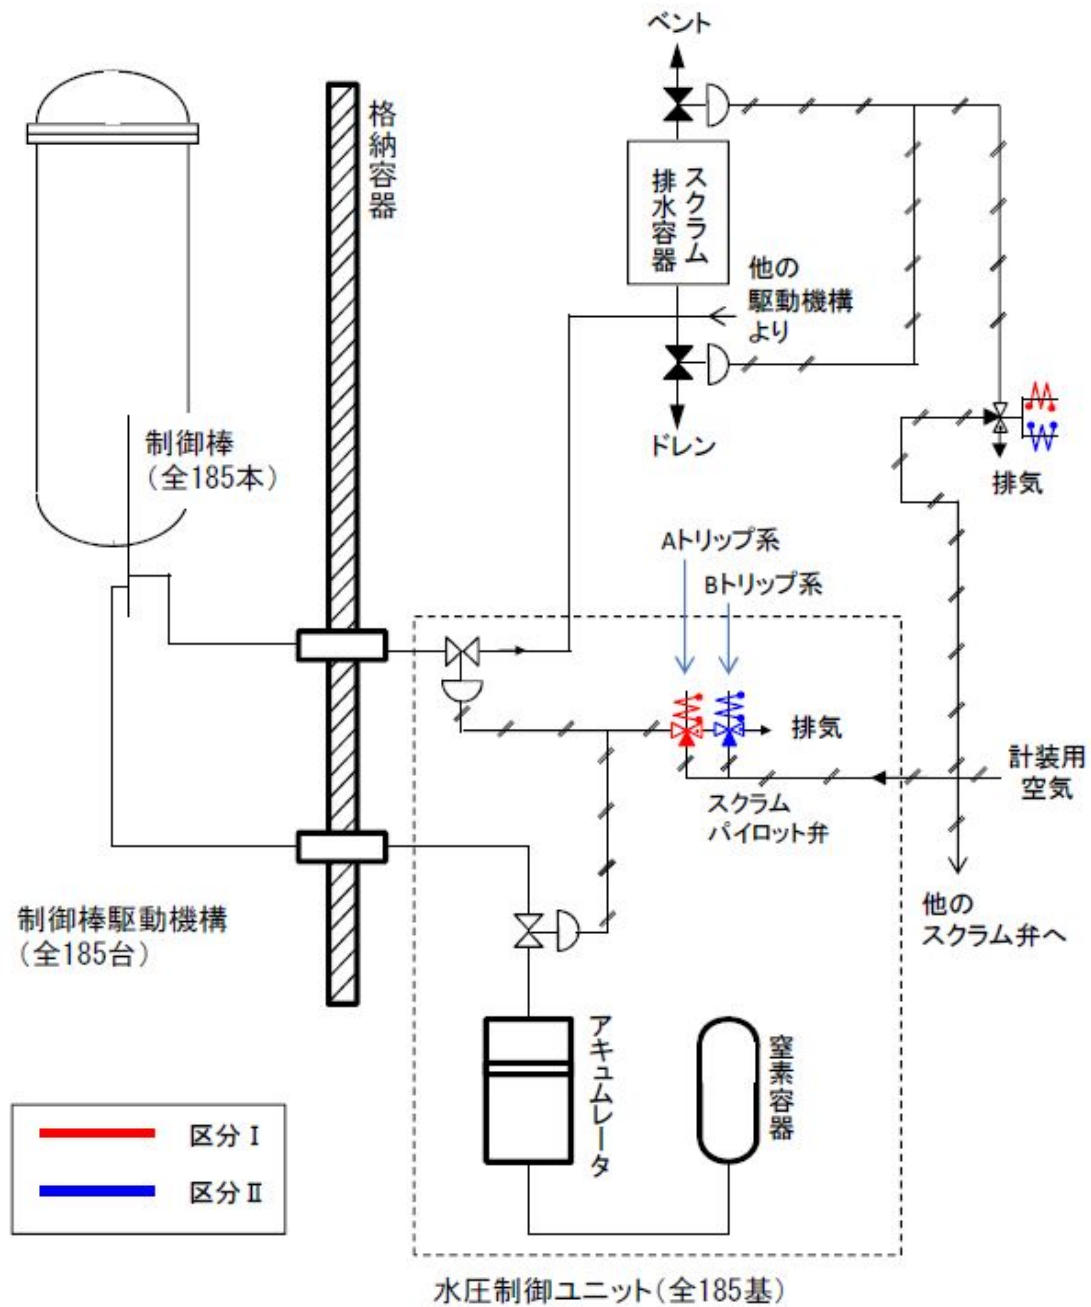 ベント
格納容器
スクラム
排水容器
他の
駆動機構
より
ドレン
制御棒
(全185本)
排気
Aトリップ系
Bトリップ系
排気
計装用
空気
スクラム
パイロット弁
他の
スクラム弁へ
制御棒駆動機構
(全185台)
アキュムレータ
窒素容器
区分Ⅰ
区分Ⅱ
水圧制御ユニット(全185基)